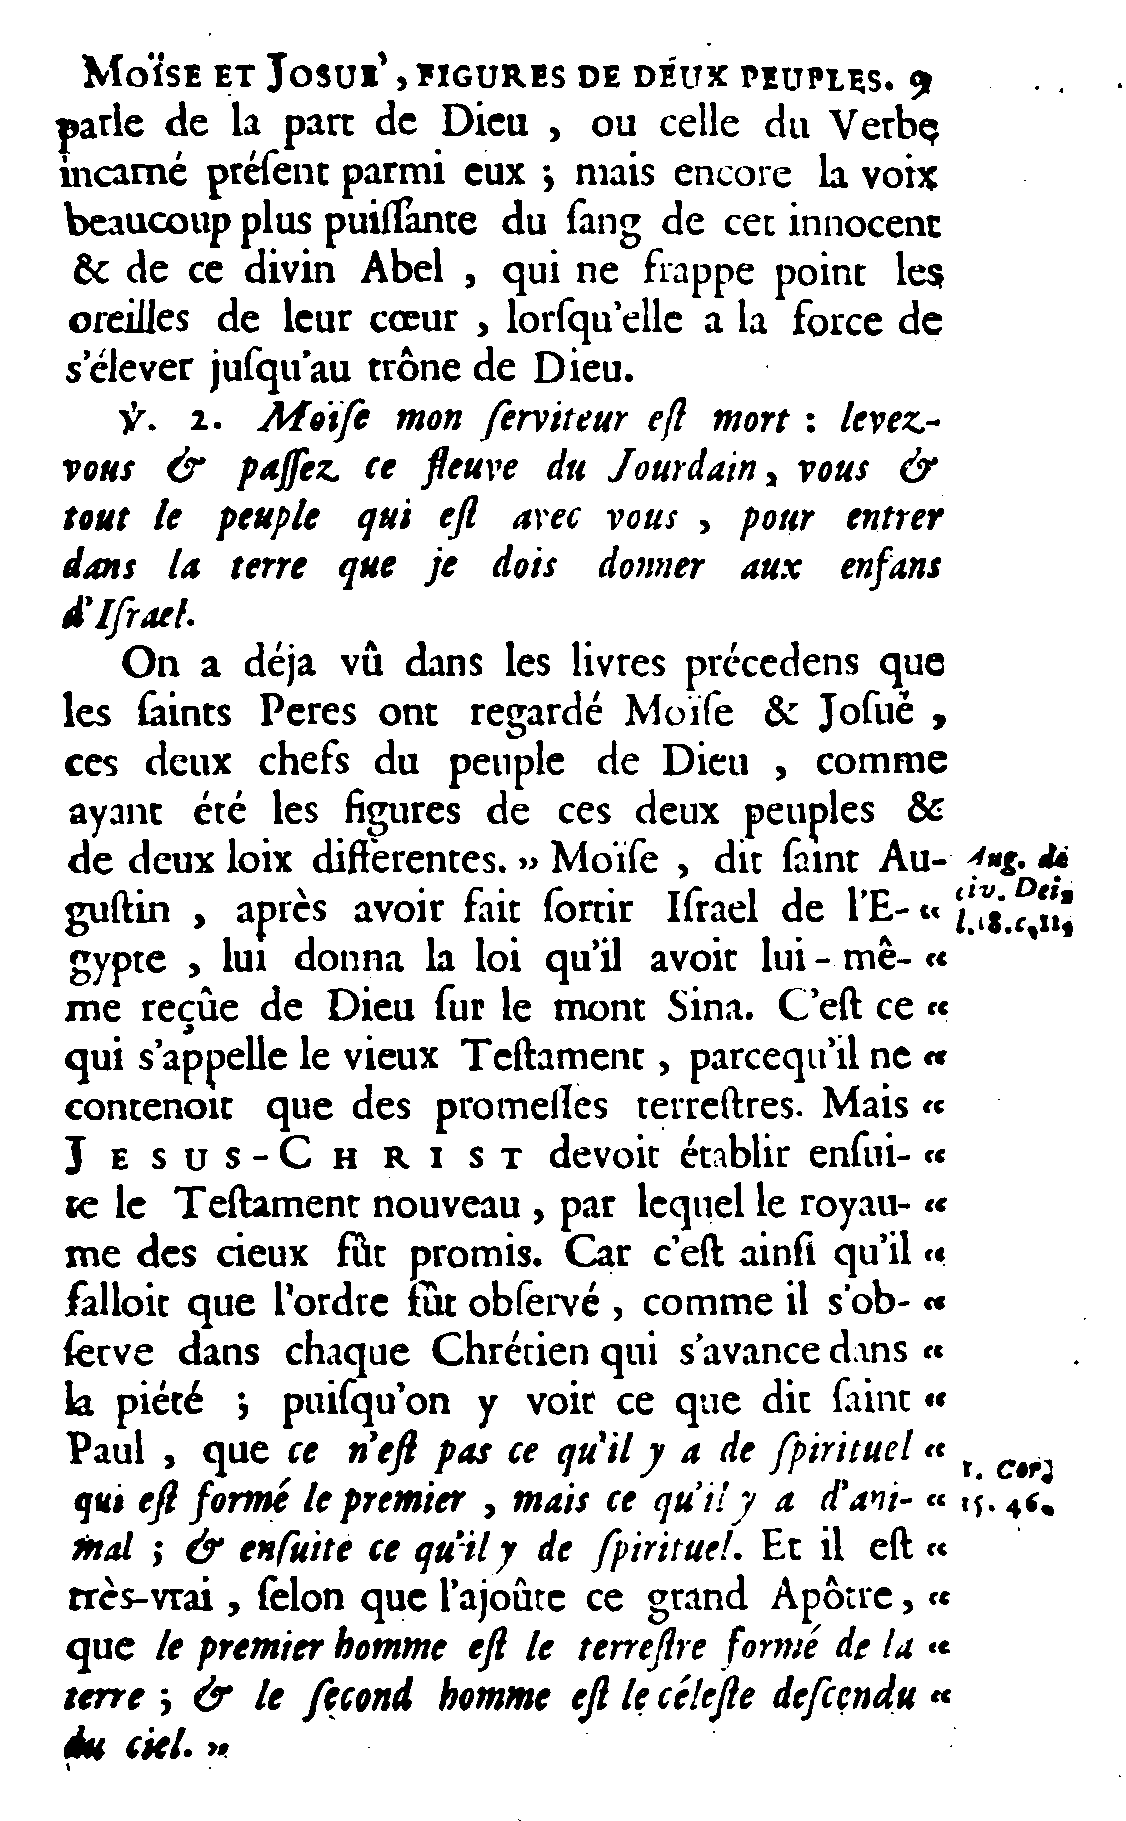 MOÏSE ET JOSUE', FIGURES DE DEUX PEUPLES. 9
parle de la part de Dieu , ou celle du Verbe
incarné préſent parmi eux ; mais encore la voix
beaucoup plus puiſſante du ſang de cet innocent
& de ce divin Abel , qui ne frappe point les
oreilles de leur cœur , lorſqu'elle a la force de
s'élever juſqu'au trône de Dieu.
℣. 2. Moïſe mon ſerviteur eſt mort : levez-
vous & paſſez ce fleuve du Jourdain, vous &
tout le peuple qui eſt avec vous , pour entrer
dans la terre que je dois donner aux enfans
d'Iſrael.
On a déja vû dans les livres précedens que
les ſaints Peres ont regardé Moïſe & Joſué ,
ces deux chefs du peuple de Dieu , comme
ayant été les figures de ces deux peuples &
de deux loix differentes. » Moïſe , dit ſaint Au- Aug. de
guſtin , après avoir fait ſortir Iſrael de l'E- « civ. Dei,
gypte , lui donna la loi qu'il avoit lui-mê- « l.18.c.11,
me reçûe de Dieu ſur le mont Sina. C'eſt ce «
qui s'appelle le vieux Teſtament , parcequ'il ne «
contenoit que des promeſſes terreſtres. Mais «
JESUS-CHRIST devoit établir enſui- «
te le Teſtament nouveau , par lequel le royau- «
me des cieux fût promis. Car c'eſt ainſi qu'il «
falloit que l'ordre fût obſervé , comme il s'ob- «
ſerve dans chaque Chrétien qui s'avance dans «
la piété ; puiſqu'on y voit ce que dit ſaint «
Paul , que ce n'eſt pas ce qu'il y a de ſpirituel «
qui eſt formé le premier , mais ce qu'il y a d'ani- « 1. Cor.
mal ; & enſuite ce qu'il y de ſpirituel. Et il eſt « 15. 46.
très-vrai , ſelon que l'ajoûte ce grand Apôtre, «
que le premier homme eſt le terreſtre formé de la «
terre ; & le ſecond homme eſt le céleſte deſcendu «
du ciel. »